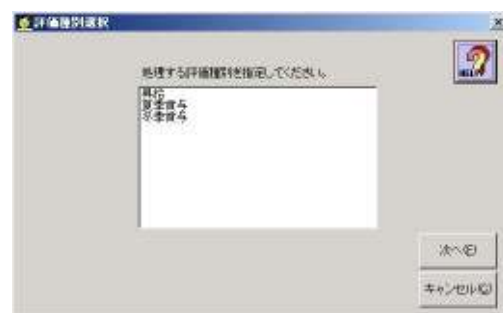 評価種別選択
処理する評価種別を指定してください。
昇給
夏季賞与
冬季賞与
HELP
次へ(F)
キャンセル(C)